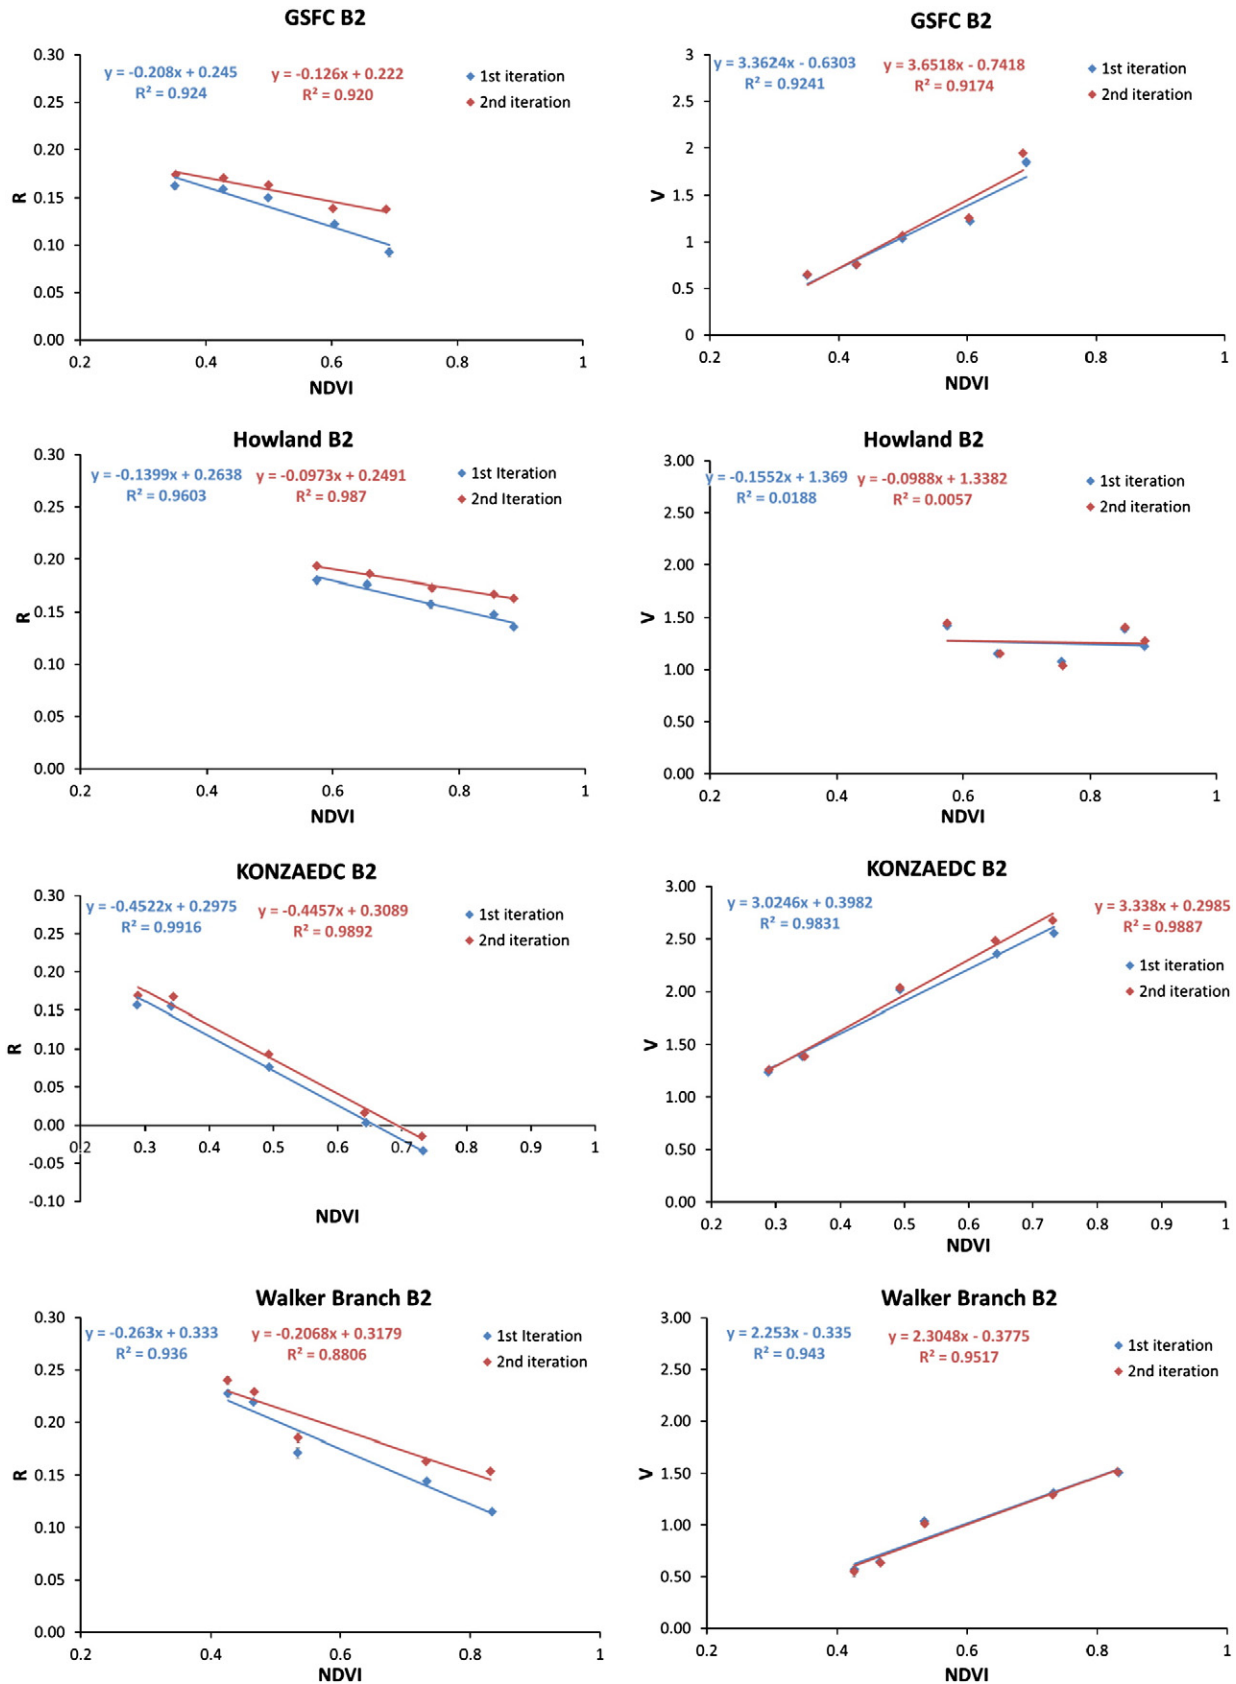 GSFC B2
y = -0.208x + 0.245
R² = 0.924
y = -0.126x + 0.222
R² = 0.920
1st iteration
2nd iteration
0.30
0.25
0.20
0.15
0.10
0.05
0.00
R
0.2 0.4 0.6 0.8 1
NDVI
GSFC B2
y = 3.3624x - 0.6303
R² = 0.9241
y = 3.6518x - 0.7418
R² = 0.9174
1st iteration
2nd iteration
3
2.5
2
1.5
1
0.5
0
V
0.2 0.4 0.6 0.8 1
NDVI
Howland B2
y = -0.1399x + 0.2638
R² = 0.9603
y = -0.0973x + 0.2491
R² = 0.987
1st Iteration
2nd Iteration
0.30
0.25
0.20
0.15
0.10
0.05
0.00
R
0.2 0.4 0.6 0.8 1
NDVI
Howland B2
y = -0.1552x + 1.369
R² = 0.0188
y = -0.0988x + 1.3382
R² = 0.0057
1st iteration
2nd iteration
3.00
2.50
2.00
1.50
1.00
0.50
0.00
V
0.2 0.4 0.6 0.8 1
NDVI
KONZAEDC B2
y = -0.4522x + 0.2975
R² = 0.9916
y = -0.4457x + 0.3089
R² = 0.9892
1st iteration
2nd iteration
0.30
0.25
0.20
0.15
0.10
0.05
0.00
-0.05
-0.10
R
0.2 0.3 0.4 0.5 0.6 0.7 0.8 0.9 1
NDVI
KONZAEDC B2
y = 3.0246x + 0.3982
R² = 0.9831
y = 3.338x + 0.2985
R² = 0.9887
1st iteration
2nd iteration
3.00
2.50
2.00
1.50
1.00
0.50
0.00
V
0.2 0.3 0.4 0.5 0.6 0.7 0.8 0.9 1
NDVI
Walker Branch B2
y = -0.263x + 0.333
R² = 0.936
y = -0.2068x + 0.3179
R² = 0.8806
1st Iteration
2nd iteration
0.30
0.25
0.20
0.15
0.10
0.05
0.00
R
0.2 0.4 0.6 0.8 1
NDVI
Walker Branch B2
y = 2.253x - 0.335
R² = 0.943
y = 2.3048x - 0.3775
R² = 0.9517
1st iteration
2nd iteration
3.00
2.50
2.00
1.50
1.00
0.50
0.00
V
0.2 0.4 0.6 0.8 1
NDVI